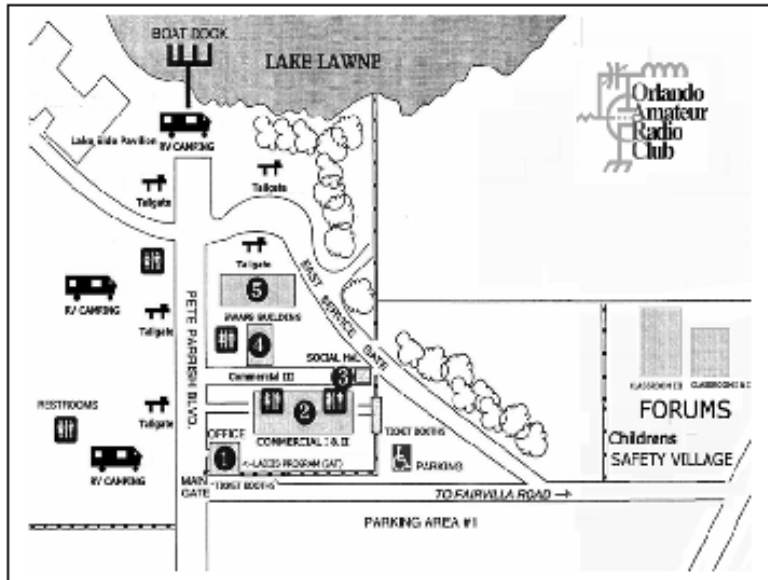 BOAT DOCK
LAKE LAWNE
Orlando
Amateur
Radio
Club
Lake Side Pavilion
RV CAMPING
Tailgate
Tailgate
Tailgate
RV CAMPING
EAST SERVICE GATE
5
PETE PARRISH BLVD.
Tailgate
4
SOCIAL HALL
Commercial III
3
RESTROOMS
Tailgate
2
OFFICE
COMMERCIAL I & II
TICKET BOOTHS
1
<-LADIES PROGRAM (SAT)
PARKING
RV CAMPING
MAIN
GATE
TICKET BOOTHS
TO FAIRVILLA ROAD
PARKING AREA #1
FORUMS
Childrens
SAFETY VILLAGE